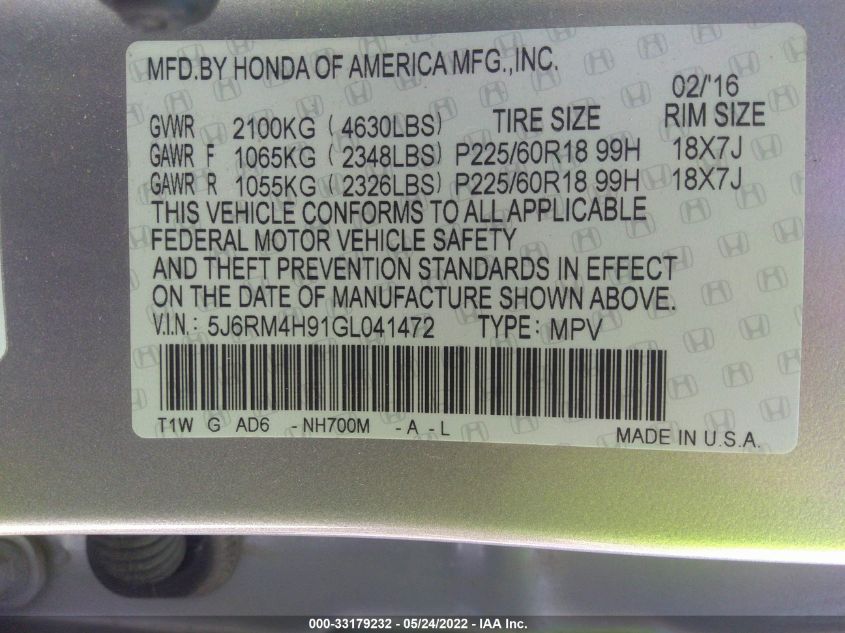 MFD.BY HONDA OF AMERICA MFG.,INC.
02/'16
GVWR 2100KG (4630LBS) TIRE SIZE RIM SIZE
GAWR F 1065KG (2348LBS) P225/60R18 99H 18X7J
GAWR R 1055KG (2326LBS) P225/60R18 99H 18X7J
THIS VEHICLE CONFORMS TO ALL APPLICABLE
FEDERAL MOTOR VEHICLE SAFETY
AND THEFT PREVENTION STANDARDS IN EFFECT
ON THE DATE OF MANUFACTURE SHOWN ABOVE.
V.I.N.: 5J6RM4H91GL041472 TYPE: MPV
T1W G AD6 -NH700M -A -L
MADE IN U.S.A.
000-33179232 - 05/24/2022 - IAA Inc.